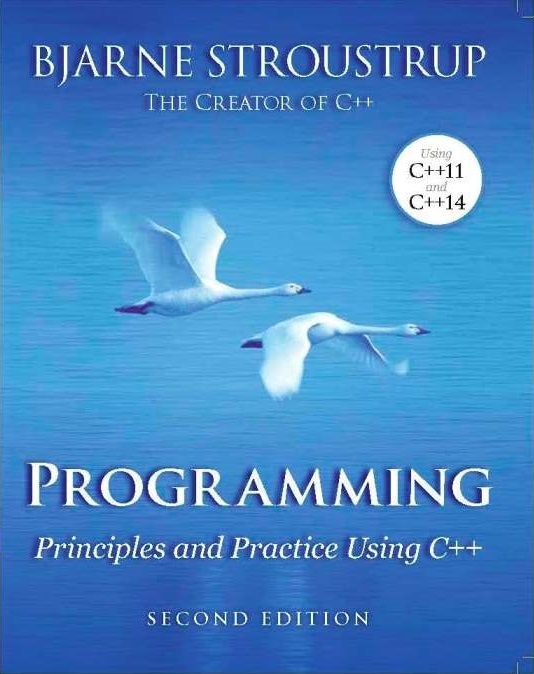 BJARNE STROUSTRUP
THE CREATOR OF C++
Using
C++11
and
C++14
PROGRAMMING
Principles and Practice Using C++
SECOND EDITION